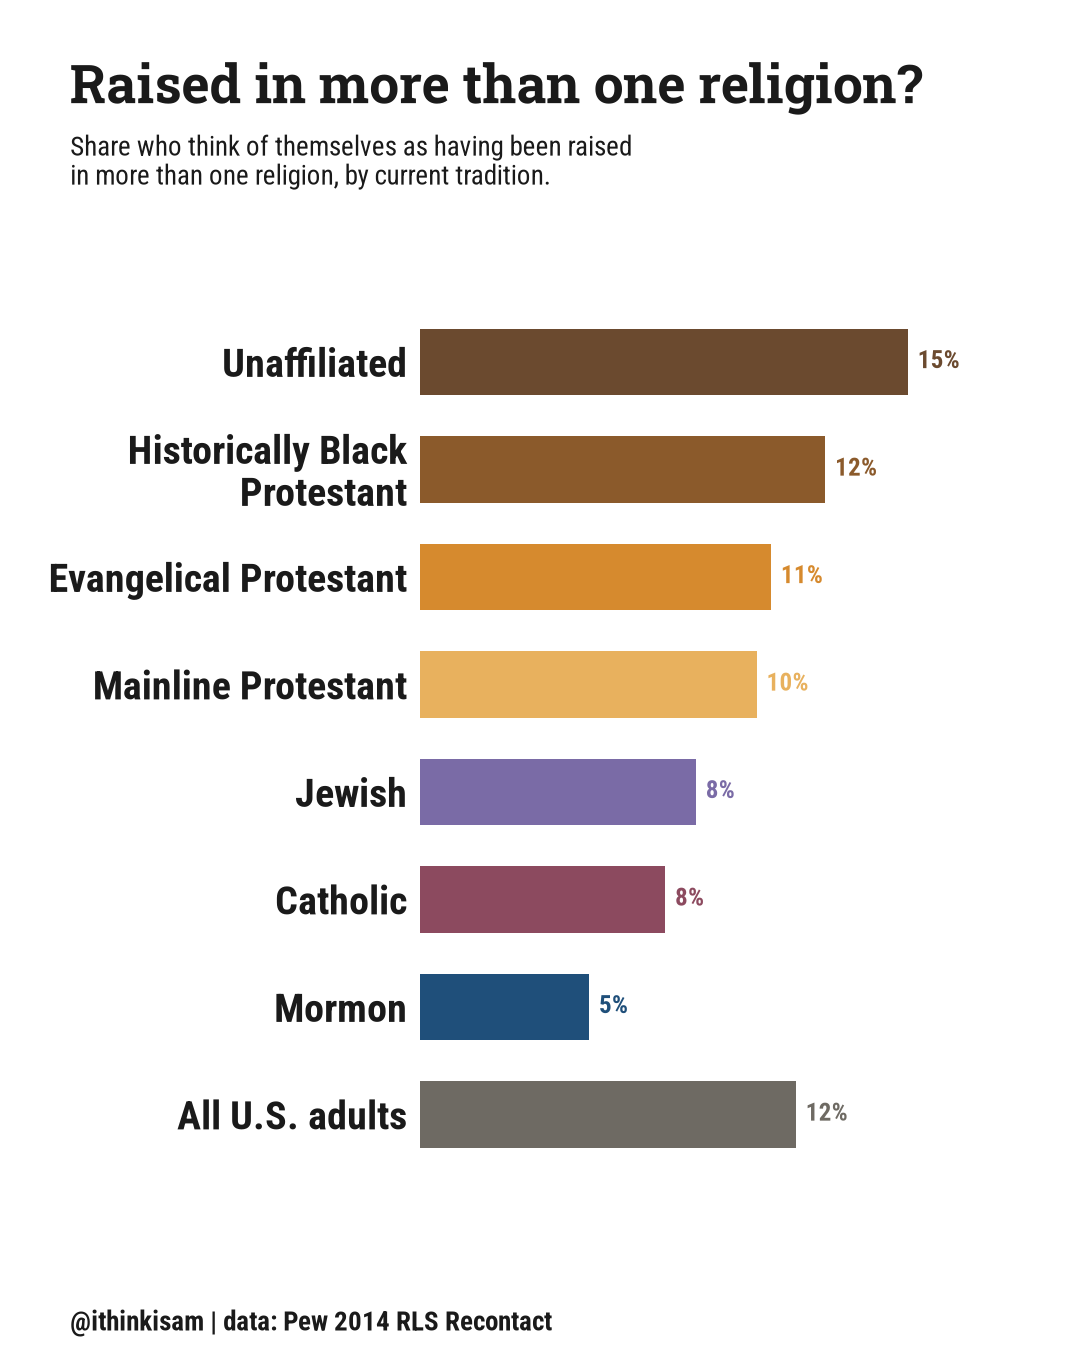 Raised in more than one religion?
Share who think of themselves as having been raised
in more than one religion, by current tradition.
Unaffiliated
15%
Historically Black
Protestant
12%
Evangelical Protestant
11%
Mainline Protestant
10%
Jewish
8%
Catholic
8%
Mormon
5%
All U.S. adults
12%
@ithinkisam | data: Pew 2014 RLS Recontact